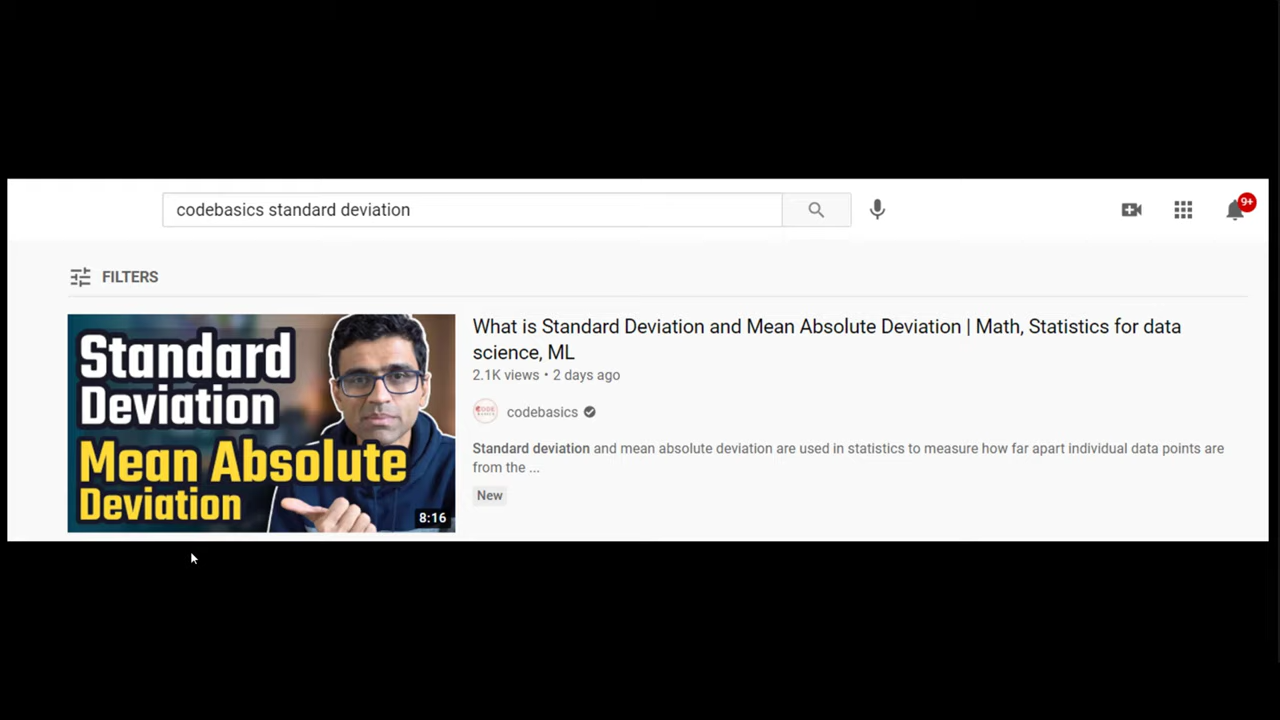 codebasics standard deviation
9+
FILTERS
Standard
Deviation
Mean Absolute
Deviation
8:16
What is Standard Deviation and Mean Absolute Deviation | Math, Statistics for data
science, ML
2.1K views • 2 days ago
CODE
BASICS
codebasics
Standard deviation and mean absolute deviation are used in statistics to measure how far apart individual data points are
from the ...
New